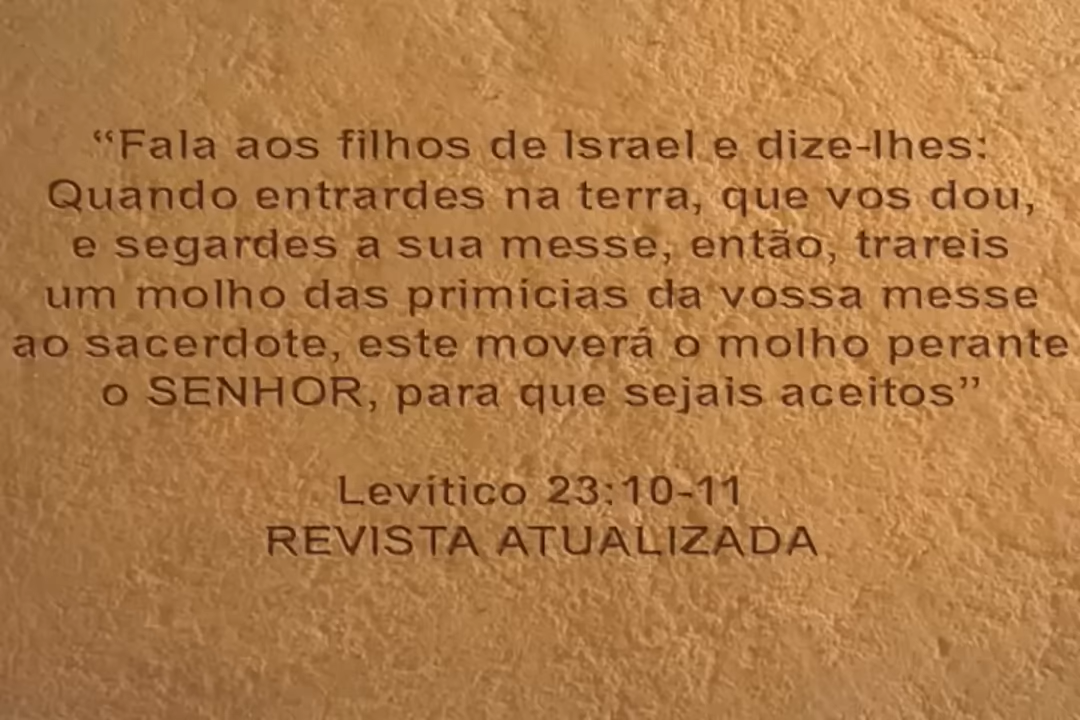 “Fala aos filhos de Israel e dize-lhes:
Quando entrardes na terra, que vos dou,
e segardes a sua messe, então, trareis
um molho das primícias da vossa messe
ao sacerdote, este moverá o molho perante
o SENHOR, para que sejais aceitos”
Levítico 23:10-11
REVISTA ATUALIZADA